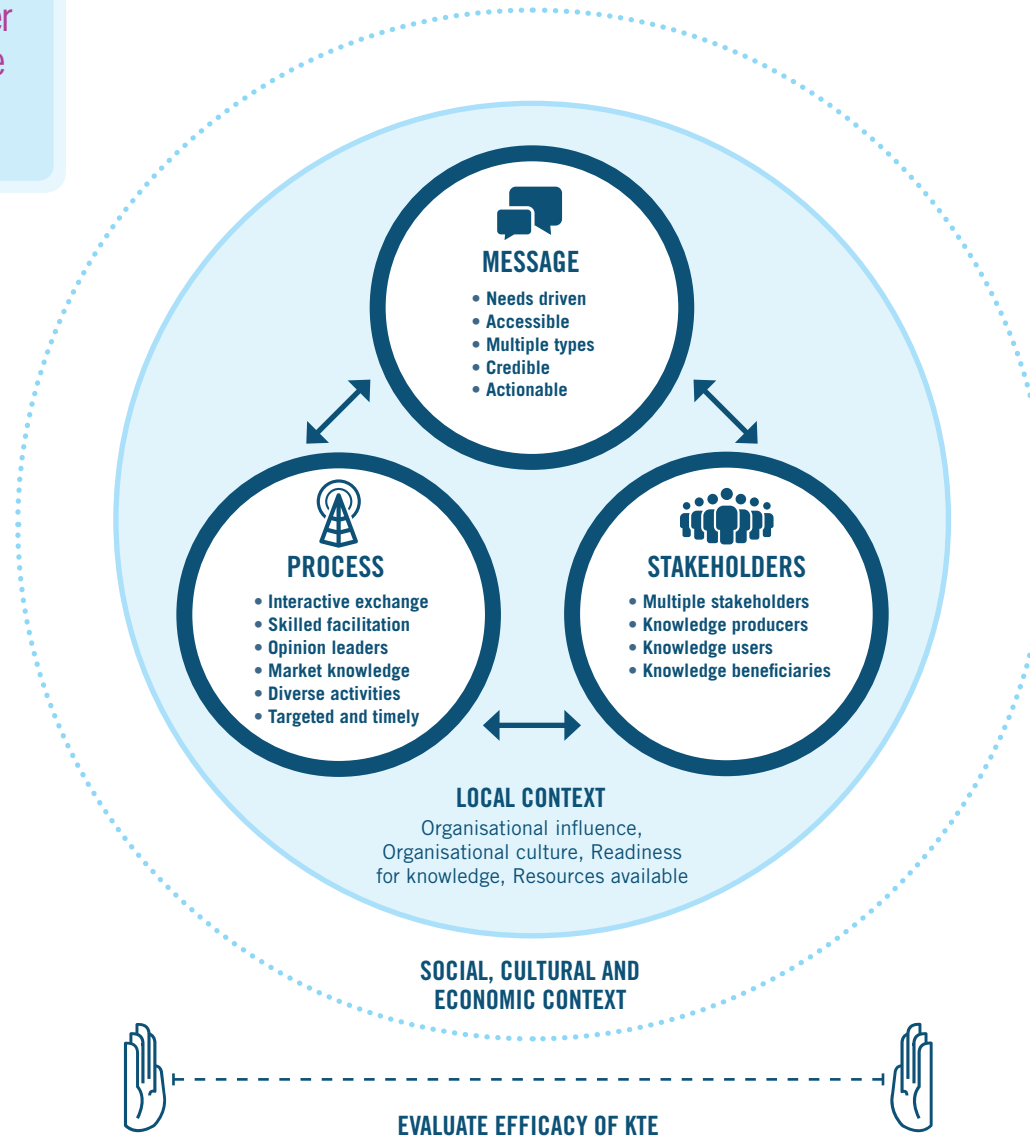 MESSAGE
• Needs driven
• Accessible
• Multiple types
• Credible
• Actionable
PROCESS
• Interactive exchange
• Skilled facilitation
• Opinion leaders
• Market knowledge
• Diverse activities
• Targeted and timely
STAKEHOLDERS
• Multiple stakeholders
• Knowledge producers
• Knowledge users
• Knowledge beneficiaries
LOCAL CONTEXT
Organisational influence,
Organisational culture, Readiness
for knowledge, Resources available
SOCIAL, CULTURAL AND
ECONOMIC CONTEXT
EVALUATE EFFICACY OF KTE